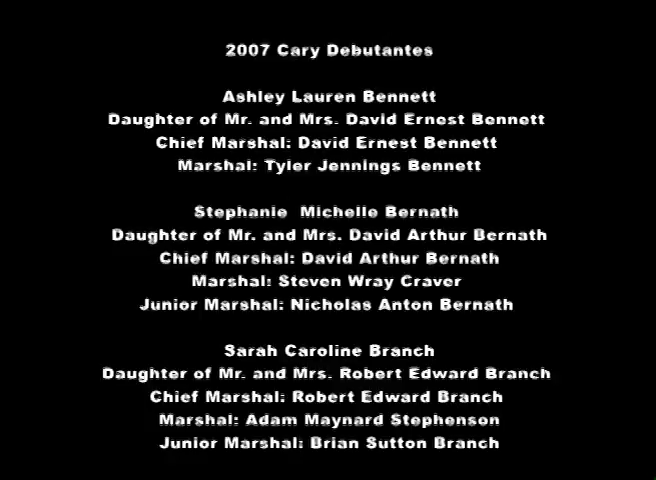 2007 Cary Debutantes
Ashley Lauren Bennett
Daughter of Mr. and Mrs. David Ernest Bennett
Chief Marshal: David Ernest Bennett
Marshal: Tyler Jennings Bennett
Stephanie Michelle Bernath
Daughter of Mr. and Mrs. David Arthur Bernath
Chief Marshal: David Arthur Bernath
Marshal: Steven Wray Craver
Junior Marshal: Nicholas Anton Bernath
Sarah Caroline Branch
Daughter of Mr. and Mrs. Robert Edward Branch
Chief Marshal: Robert Edward Branch
Marshal: Adam Maynard Stephenson
Junior Marshal: Brian Sutton Branch